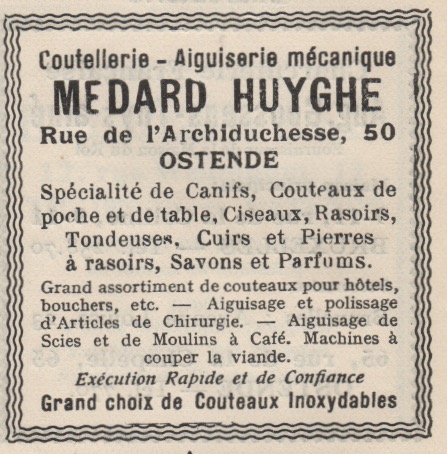 Coutellerie - Aiguiserie mécanique
MEDARD HUYGHE
Rue de l'Archiduchesse, 50
OSTENDE
Spécialité de Canifs, Couteaux de
poche et de table, Ciseaux, Rasoirs,
Tondeuses, Cuirs et Pierres
à rasoirs, Savons et Parfums.
Grand assortiment de couteaux pour hôtels,
bouchers, etc. — Aiguisage et polissage
d'Articles de Chirurgie. — Aiguisage de
Scies et de Moulins à Café. Machines à
couper la viande.
Exécution Rapide et de Confiance
Grand choix de Couteaux Inoxydables